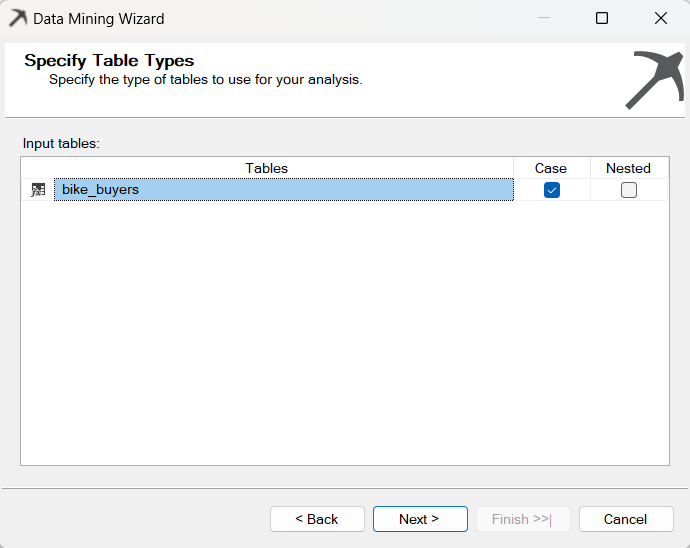 Data Mining Wizard
Specify Table Types
Specify the type of tables to use for your analysis.
Input tables:
Tables Case Nested
bike_buyers
< Back Next > Finish >>| Cancel